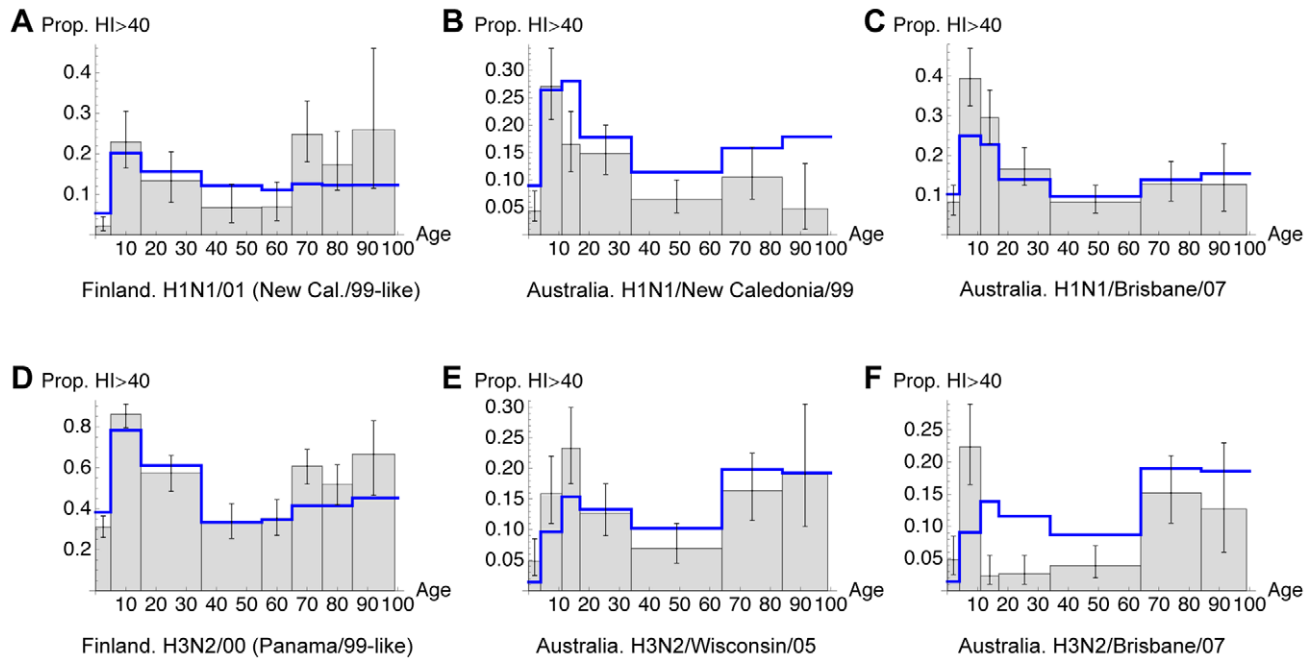 A Prop. HI>40
0.4
0.3
0.2
0.1
10 20 30 40 50 60 70 80 90 100 Age
Finland. H1N1/01 (New Cal./99-like)
B Prop. HI>40
0.30
0.25
0.20
0.15
0.10
0.05
10 20 30 40 50 60 70 80 90 100 Age
Australia. H1N1/New Caledonia/99
C Prop. HI>40
0.4
0.3
0.2
0.1
10 20 30 40 50 60 70 80 90 100 Age
Australia. H1N1/Brisbane/07
D Prop. HI>40
0.8
0.6
0.4
0.2
10 20 30 40 50 60 70 80 90 100 Age
Finland. H3N2/00 (Panama/99-like)
E Prop. HI>40
0.30
0.25
0.20
0.15
0.10
0.05
10 20 30 40 50 60 70 80 90 100 Age
Australia. H3N2/Wisconsin/05
F Prop. HI>40
0.25
0.20
0.15
0.10
0.05
10 20 30 40 50 60 70 80 90 100 Age
Australia. H3N2/Brisbane/07